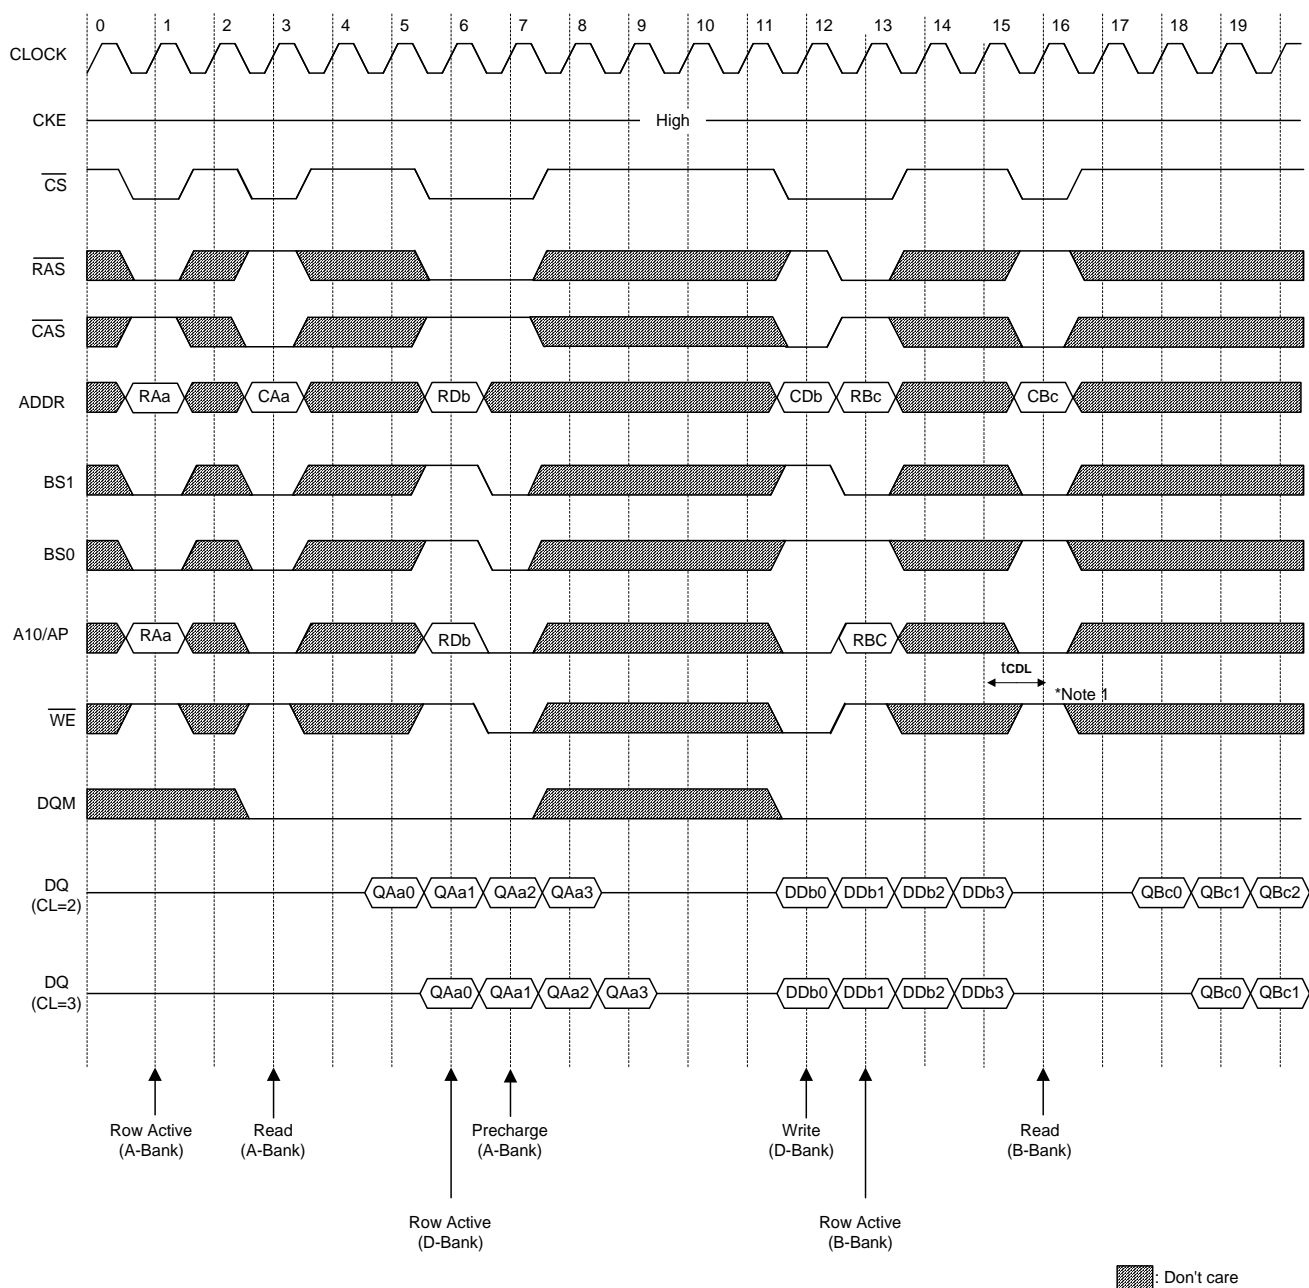 0 1 2 3 4 5 6 7 8 9 10 11 12 13 14 15 16 17 18 19
CLOCK
CKE High
CS
RAS
CAS
ADDR RAa CAa RDb CDb RBc CBc
BS1
BS0
A10/AP RAa RDb RBC
tCDL
*Note 1
WE
DQM
DQ
(CL=2) QAa0 QAa1 QAa2 QAa3 DDb0 DDb1 DDb2 DDb3 QBc0 QBc1 QBc2
DQ
(CL=3) QAa0 QAa1 QAa2 QAa3 DDb0 DDb1 DDb2 DDb3 QBc0 QBc1
Row Active
(A-Bank)
Read
(A-Bank)
Precharge
(A-Bank)
Write
(D-Bank)
Read
(B-Bank)
Row Active
(D-Bank)
Row Active
(B-Bank)
: Don't care